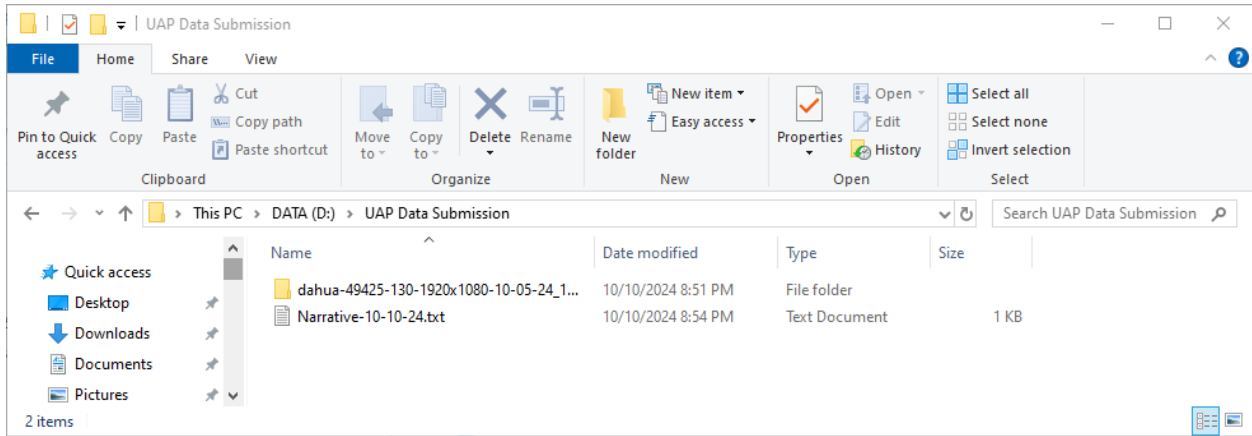 UAP Data Submission
File Home Share View
Pin to Quick access
Copy
Paste
Cut
Copy path
Paste shortcut
Clipboard
Move to
Copy to
Delete
Rename
Organize
New folder
New item
Easy access
New
Properties
Open
Edit
History
Open
Select all
Select none
Invert selection
Select
This PC > DATA (D:) > UAP Data Submission
Search UAP Data Submission
Quick access
Desktop
Downloads
Documents
Pictures
Name Date modified Type Size
dahua-49425-130-1920x1080-10-05-24_1... 10/10/2024 8:51 PM File folder
Narrative-10-10-24.txt 10/10/2024 8:54 PM Text Document 1 KB
2 items